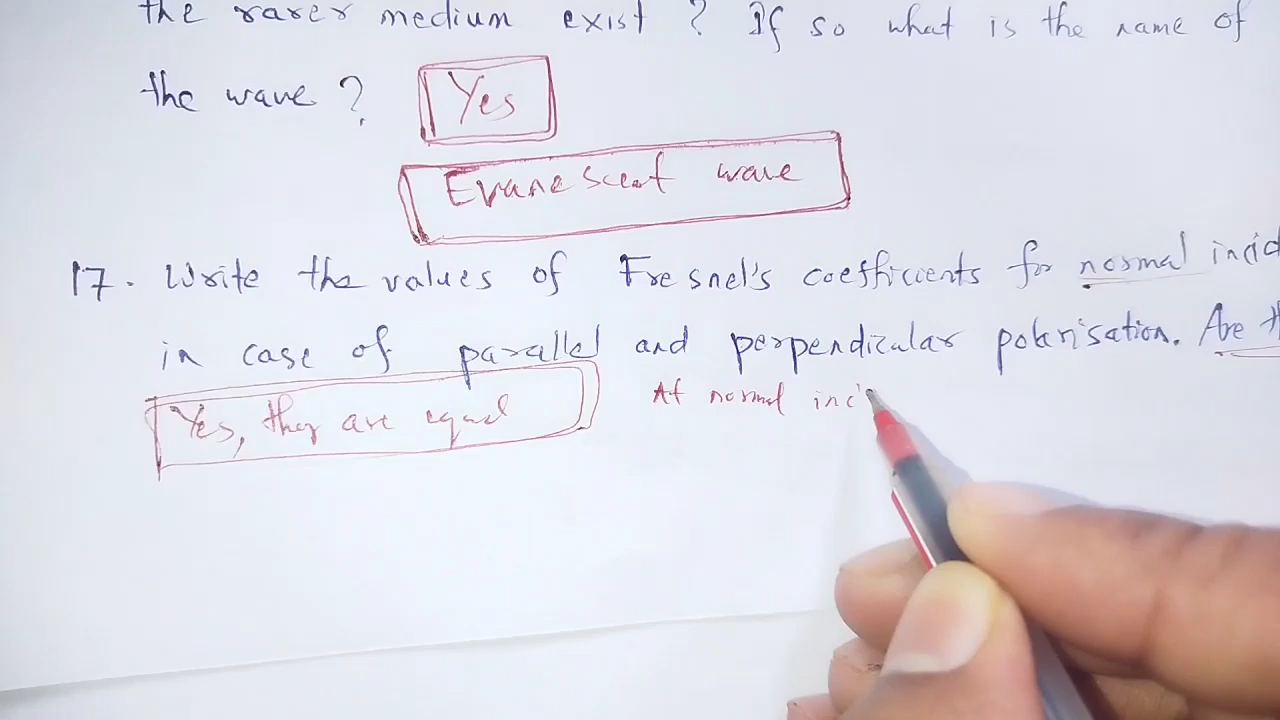 the rarer medium exist ? If so what is the name of
the wave ? Yes
Evanescent wave
17. Write the values of Fresnel's coefficients for normal incid
in case of parallel and perpendicular polarisation. Are th
Yes, they are equal
At normal inci